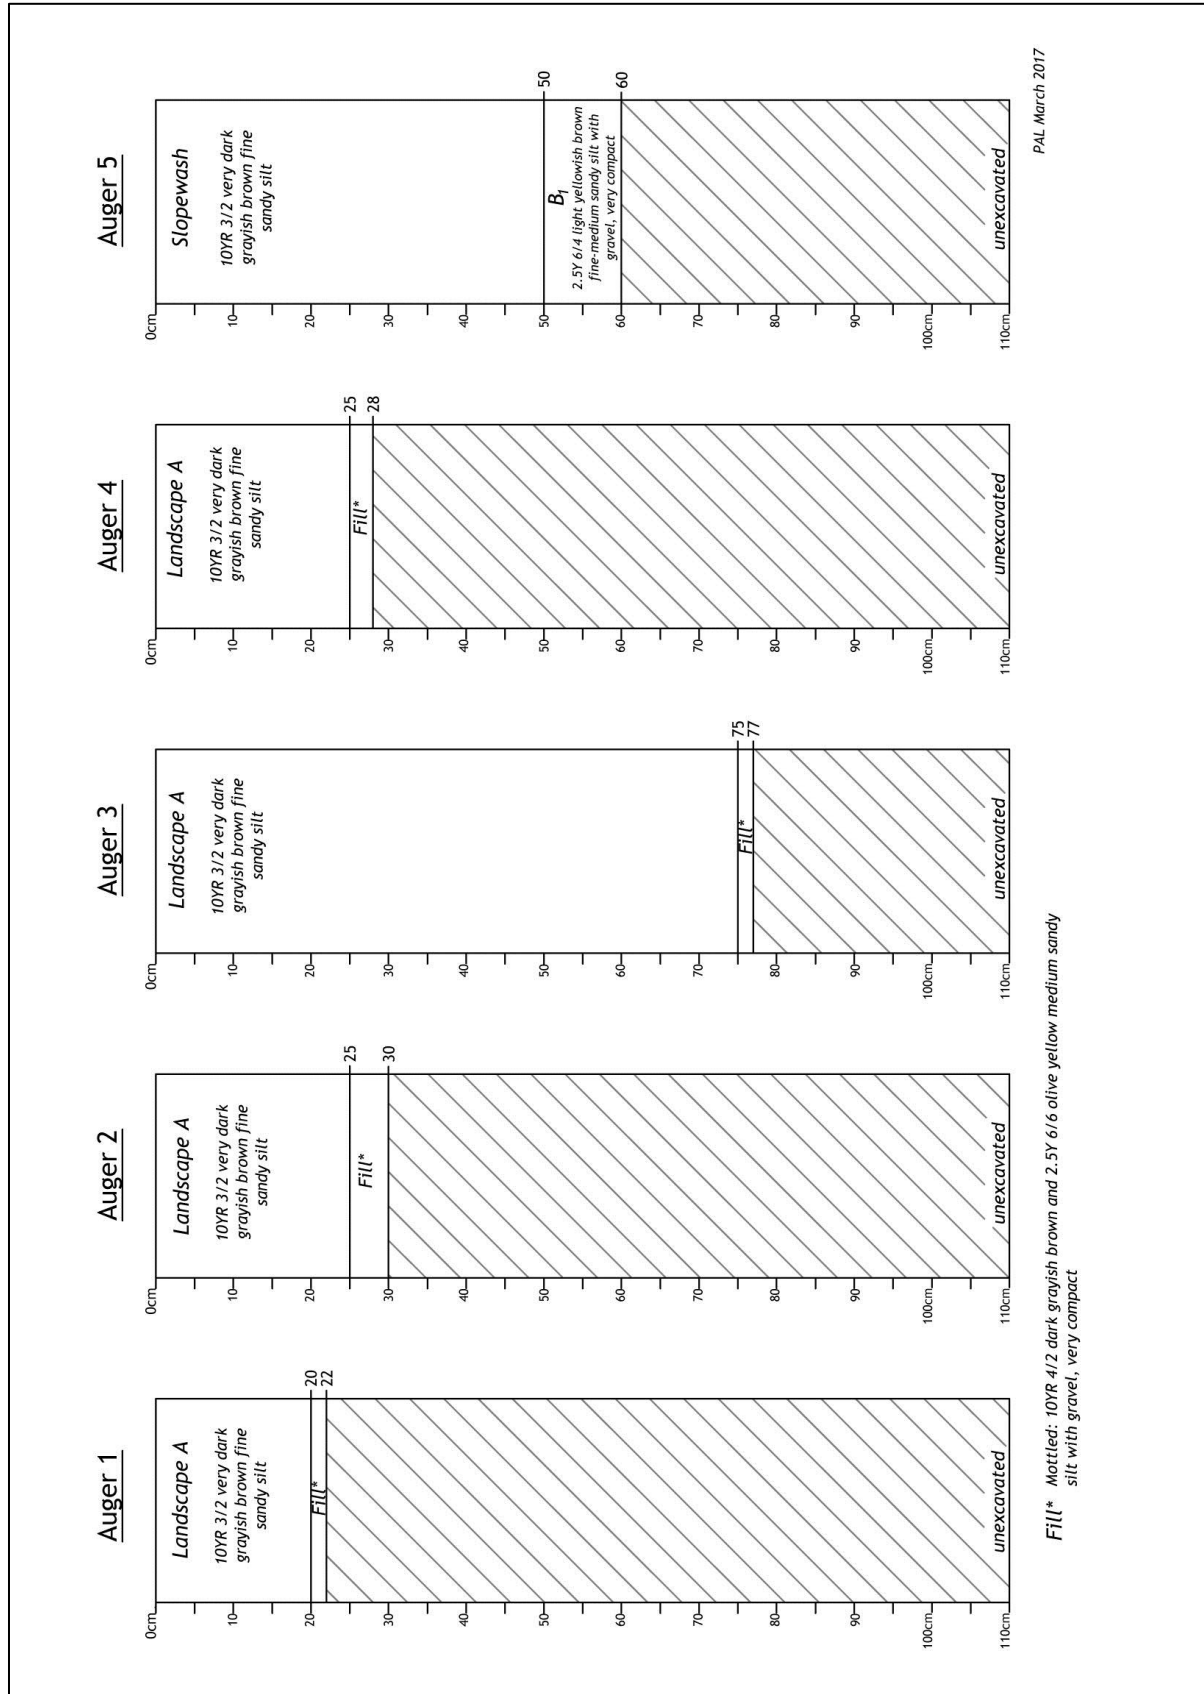 Auger 1
Landscape A
10YR 3/2 very dark
grayish brown fine
sandy silt
Fill*
unexcavated
0cm
10
20
30
40
50
60
70
80
90
100cm
110cm
20
22
Auger 2
Landscape A
10YR 3/2 very dark
grayish brown fine
sandy silt
Fill*
unexcavated
0cm
10
20
30
40
50
60
70
80
90
100cm
110cm
25
30
Auger 3
Landscape A
10YR 3/2 very dark
grayish brown fine
sandy silt
Fill*
unexcavated
0cm
10
20
30
40
50
60
70
80
90
100cm
110cm
75
77
Auger 4
Landscape A
10YR 3/2 very dark
grayish brown fine
sandy silt
Fill*
unexcavated
0cm
10
20
30
40
50
60
70
80
90
100cm
110cm
25
28
Auger 5
Slopewash
10YR 3/2 very dark
grayish brown fine
sandy silt
B1
2.5Y 6/4 light yellowish brown
fine-medium sandy silt with
gravel, very compact
unexcavated
0cm
10
20
30
40
50
60
70
80
90
100cm
110cm
50
60
Fill* Mottled: 10YR 4/2 dark grayish brown and 2.5Y 6/6 olive yellow medium sandy
silt with gravel, very compact
PAL March 2017